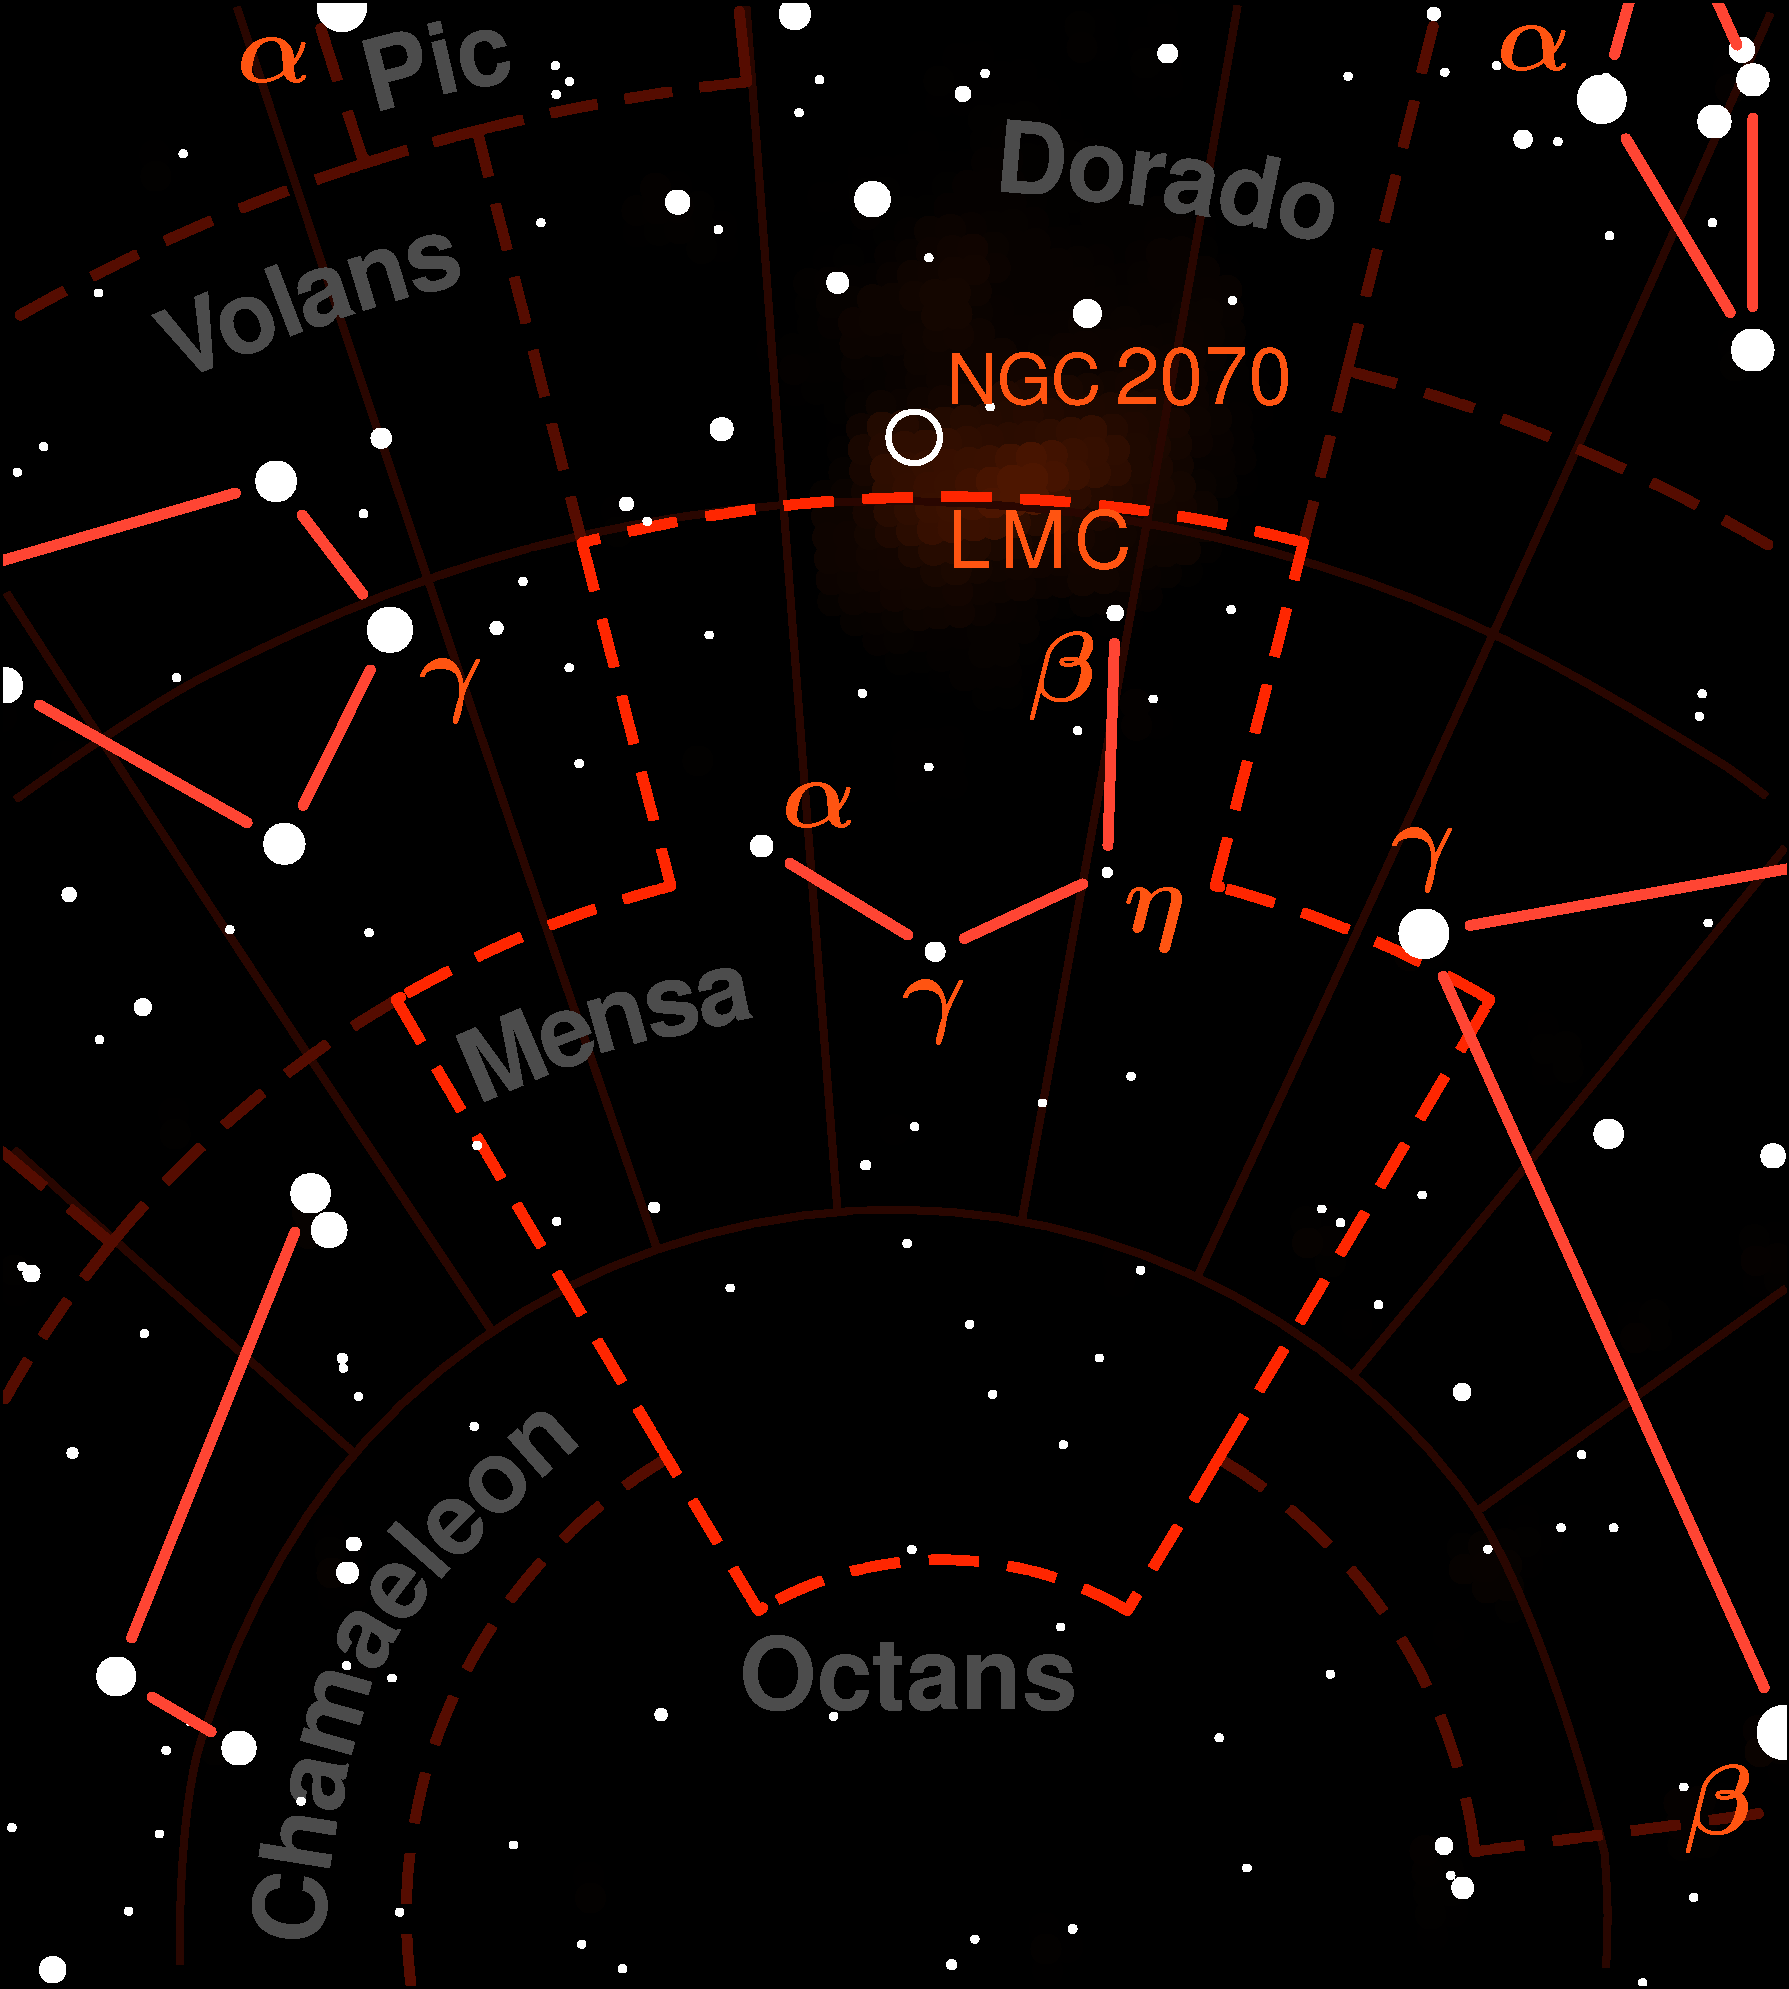 α
Pic
α
Dorado
Volans
NGC 2070
LMC
β
γ
α
γ
η
γ
Mensa
Chamaeleon
Octans
β